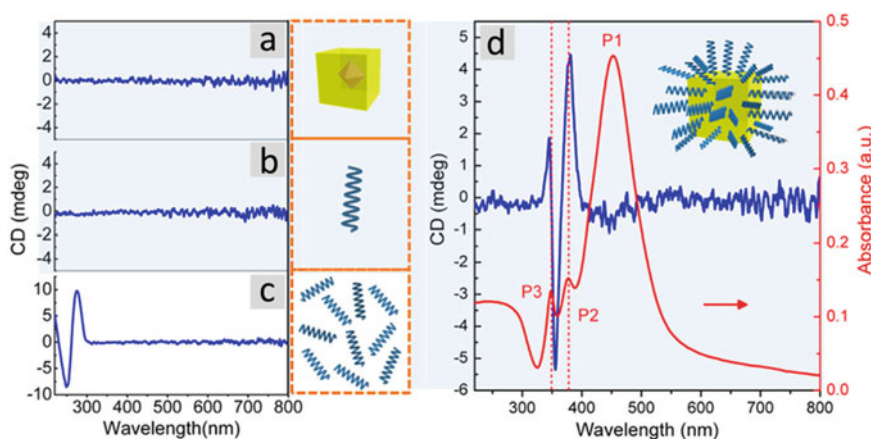 a
4
2
0
-2
-4
b
4
2
0
-2
-4
c
10
5
0
-5
-10
CD (mdeg)
300 400 500 600 700 800
Wavelength(nm)
d
P1
P2
P3
5
4
3
2
1
0
-1
-2
-3
-4
-5
-6
CD (mdeg)
300 400 500 600 700 800
Wavelength (nm)
0.5
0.4
0.3
0.2
0.1
0.0
Absorbance (a.u.)